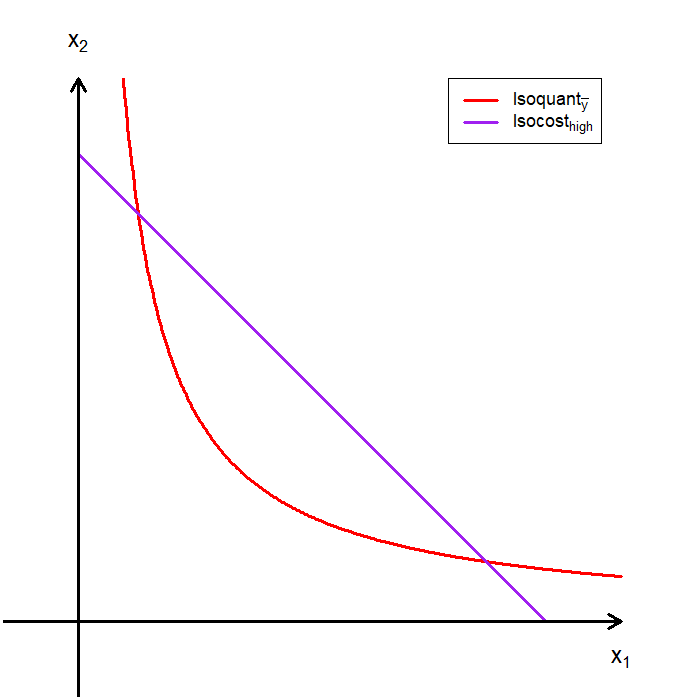 x₂
Isoquantȳ
Isocosthigh
x₁